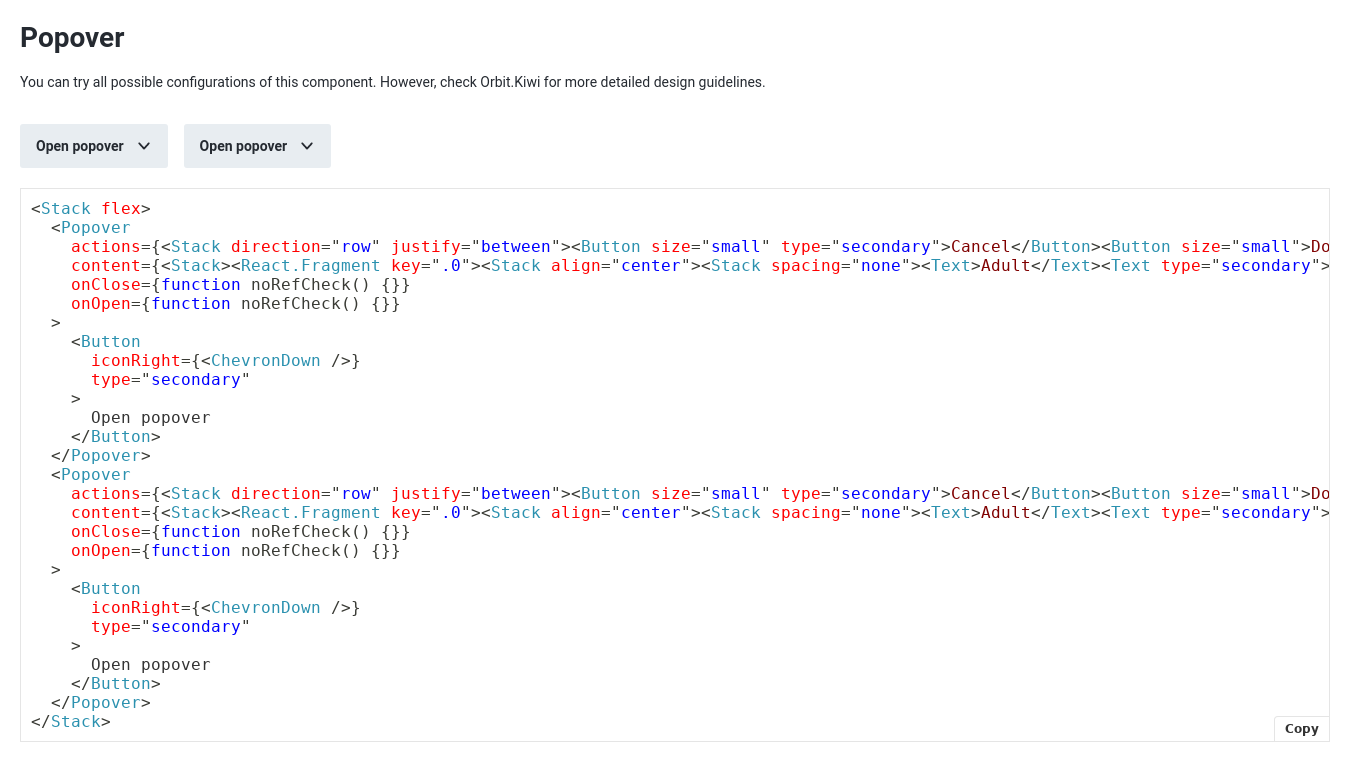 Popover
You can try all possible configurations of this component. However, check Orbit.Kiwi for more detailed design guidelines.
Open popover Open popover
<Stack flex>
  <Popover
    actions={<Stack direction="row" justify="between"><Button size="small" type="secondary">Cancel</Button><Button size="small">Do
    content={<Stack><React.Fragment key=".0"><Stack align="center"><Stack spacing="none"><Text>Adult</Text><Text type="secondary">
    onClose={function noRefCheck() {}}
    onOpen={function noRefCheck() {}}
  >
    <Button
      iconRight={<ChevronDown />}
      type="secondary"
    >
      Open popover
    </Button>
  </Popover>
  <Popover
    actions={<Stack direction="row" justify="between"><Button size="small" type="secondary">Cancel</Button><Button size="small">Do
    content={<Stack><React.Fragment key=".0"><Stack align="center"><Stack spacing="none"><Text>Adult</Text><Text type="secondary">
    onClose={function noRefCheck() {}}
    onOpen={function noRefCheck() {}}
  >
    <Button
      iconRight={<ChevronDown />}
      type="secondary"
    >
      Open popover
    </Button>
  </Popover>
</Stack>
Copy